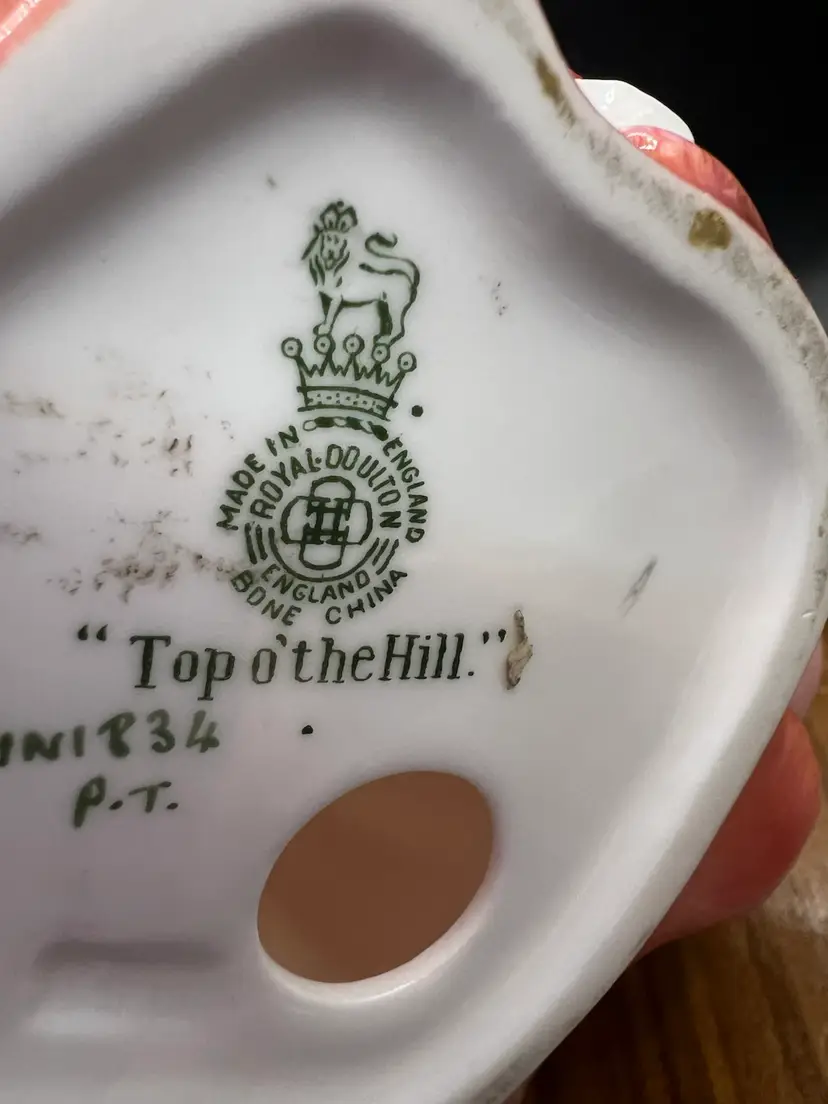 MADE IN ENGLAND
ROYAL·DOULTON
ENGLAND
BONE CHINA
"Top o'the Hill."
HN1834
P.T.